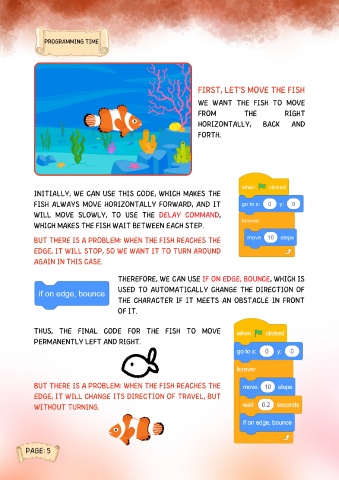 PROGRAMMING TIME
FIRST, LET'S MOVE THE FISH
WE WANT THE FISH TO MOVE
FROM THE RIGHT
HORIZONTALLY, BACK AND
FORTH.
INITIALLY, WE CAN USE THIS CODE, WHICH MAKES THE
FISH ALWAYS MOVE HORIZONTALLY FORWARD, AND IT
WILL MOVE SLOWLY, TO USE THE DELAY COMMAND,
WHICH MAKES THE FISH WAIT BETWEEN EACH STEP.
BUT THERE IS A PROBLEM: WHEN THE FISH REACHES THE
EDGE, IT WILL STOP, SO WE WANT IT TO TURN AROUND
AGAIN IN THIS CASE.
when clicked
go to x: 0 y: 0
forever
move 10 steps
if on edge, bounce
THEREFORE, WE CAN USE IF ON EDGE, BOUNCE, WHICH IS
USED TO AUTOMATICALLY CHANGE THE DIRECTION OF
THE CHARACTER IF IT MEETS AN OBSTACLE IN FRONT
OF IT.
THUS, THE FINAL CODE FOR THE FISH TO MOVE
PERMANENTLY LEFT AND RIGHT.
BUT THERE IS A PROBLEM: WHEN THE FISH REACHES THE
EDGE, IT WILL CHANGE ITS DIRECTION OF TRAVEL, BUT
WITHOUT TURNING.
when clicked
go to x: 0 y: 0
forever
move 10 steps
wait 0.2 seconds
if on edge, bounce
PAGE: 5